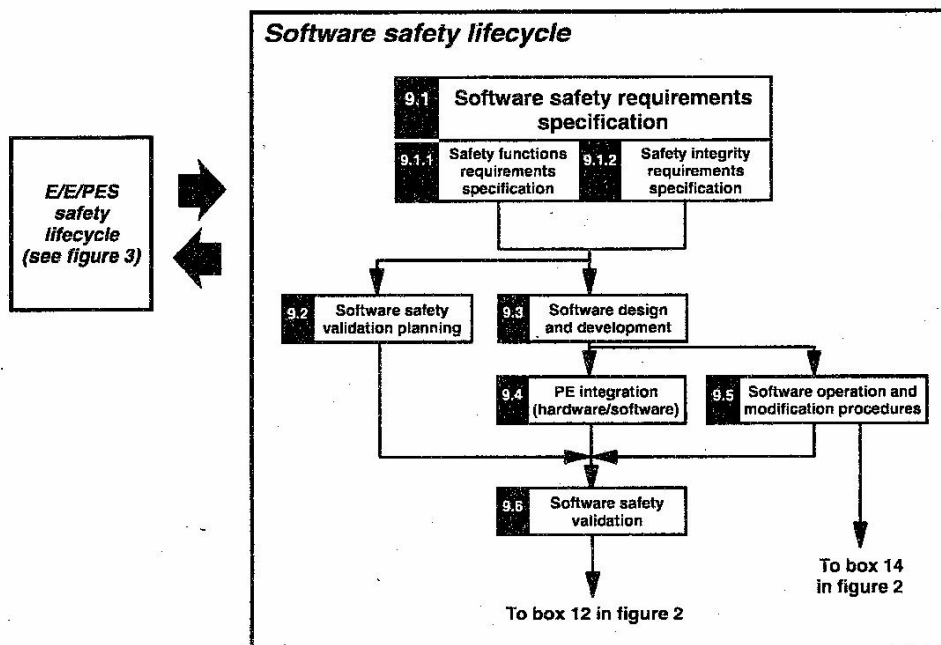 Software safety lifecycle
9.1 Software safety requirements
specification
9.1.1 Safety functions
requirements
specification
9.1.2 Safety integrity
requirements
specification
E/E/PES
safety
lifecycle
(see figure 3)
9.2 Software safety
validation planning
9.3 Software design
and development
9.4 PE integration
(hardware/software)
9.5 Software operation and
modification procedures
9.6 Software safety
validation
To box 14
in figure 2
To box 12 in figure 2